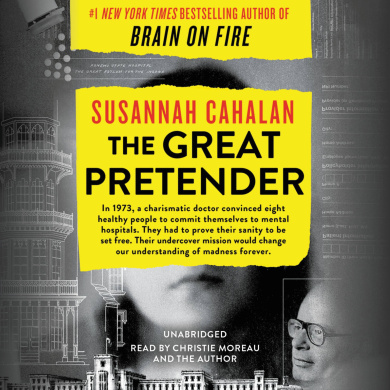 #1 NEW YORK TIMES BESTSELLING AUTHOR OF
BRAIN ON FIRE
SUSANNAH CAHALAN
THE GREAT
PRETENDER
In 1973, a charismatic doctor convinced eight
healthy people to commit themselves to mental
hospitals. They had to prove their sanity to be
set free. Their undercover mission would change
our understanding of madness forever.
UNABRIDGED
READ BY CHRISTIE MOREAU
AND THE AUTHOR